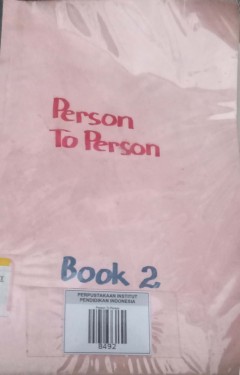 Person
To Person
Book 2
PERPUSTAKAAN INSTITUT
PENDIDIKAN INDONESIA
8492